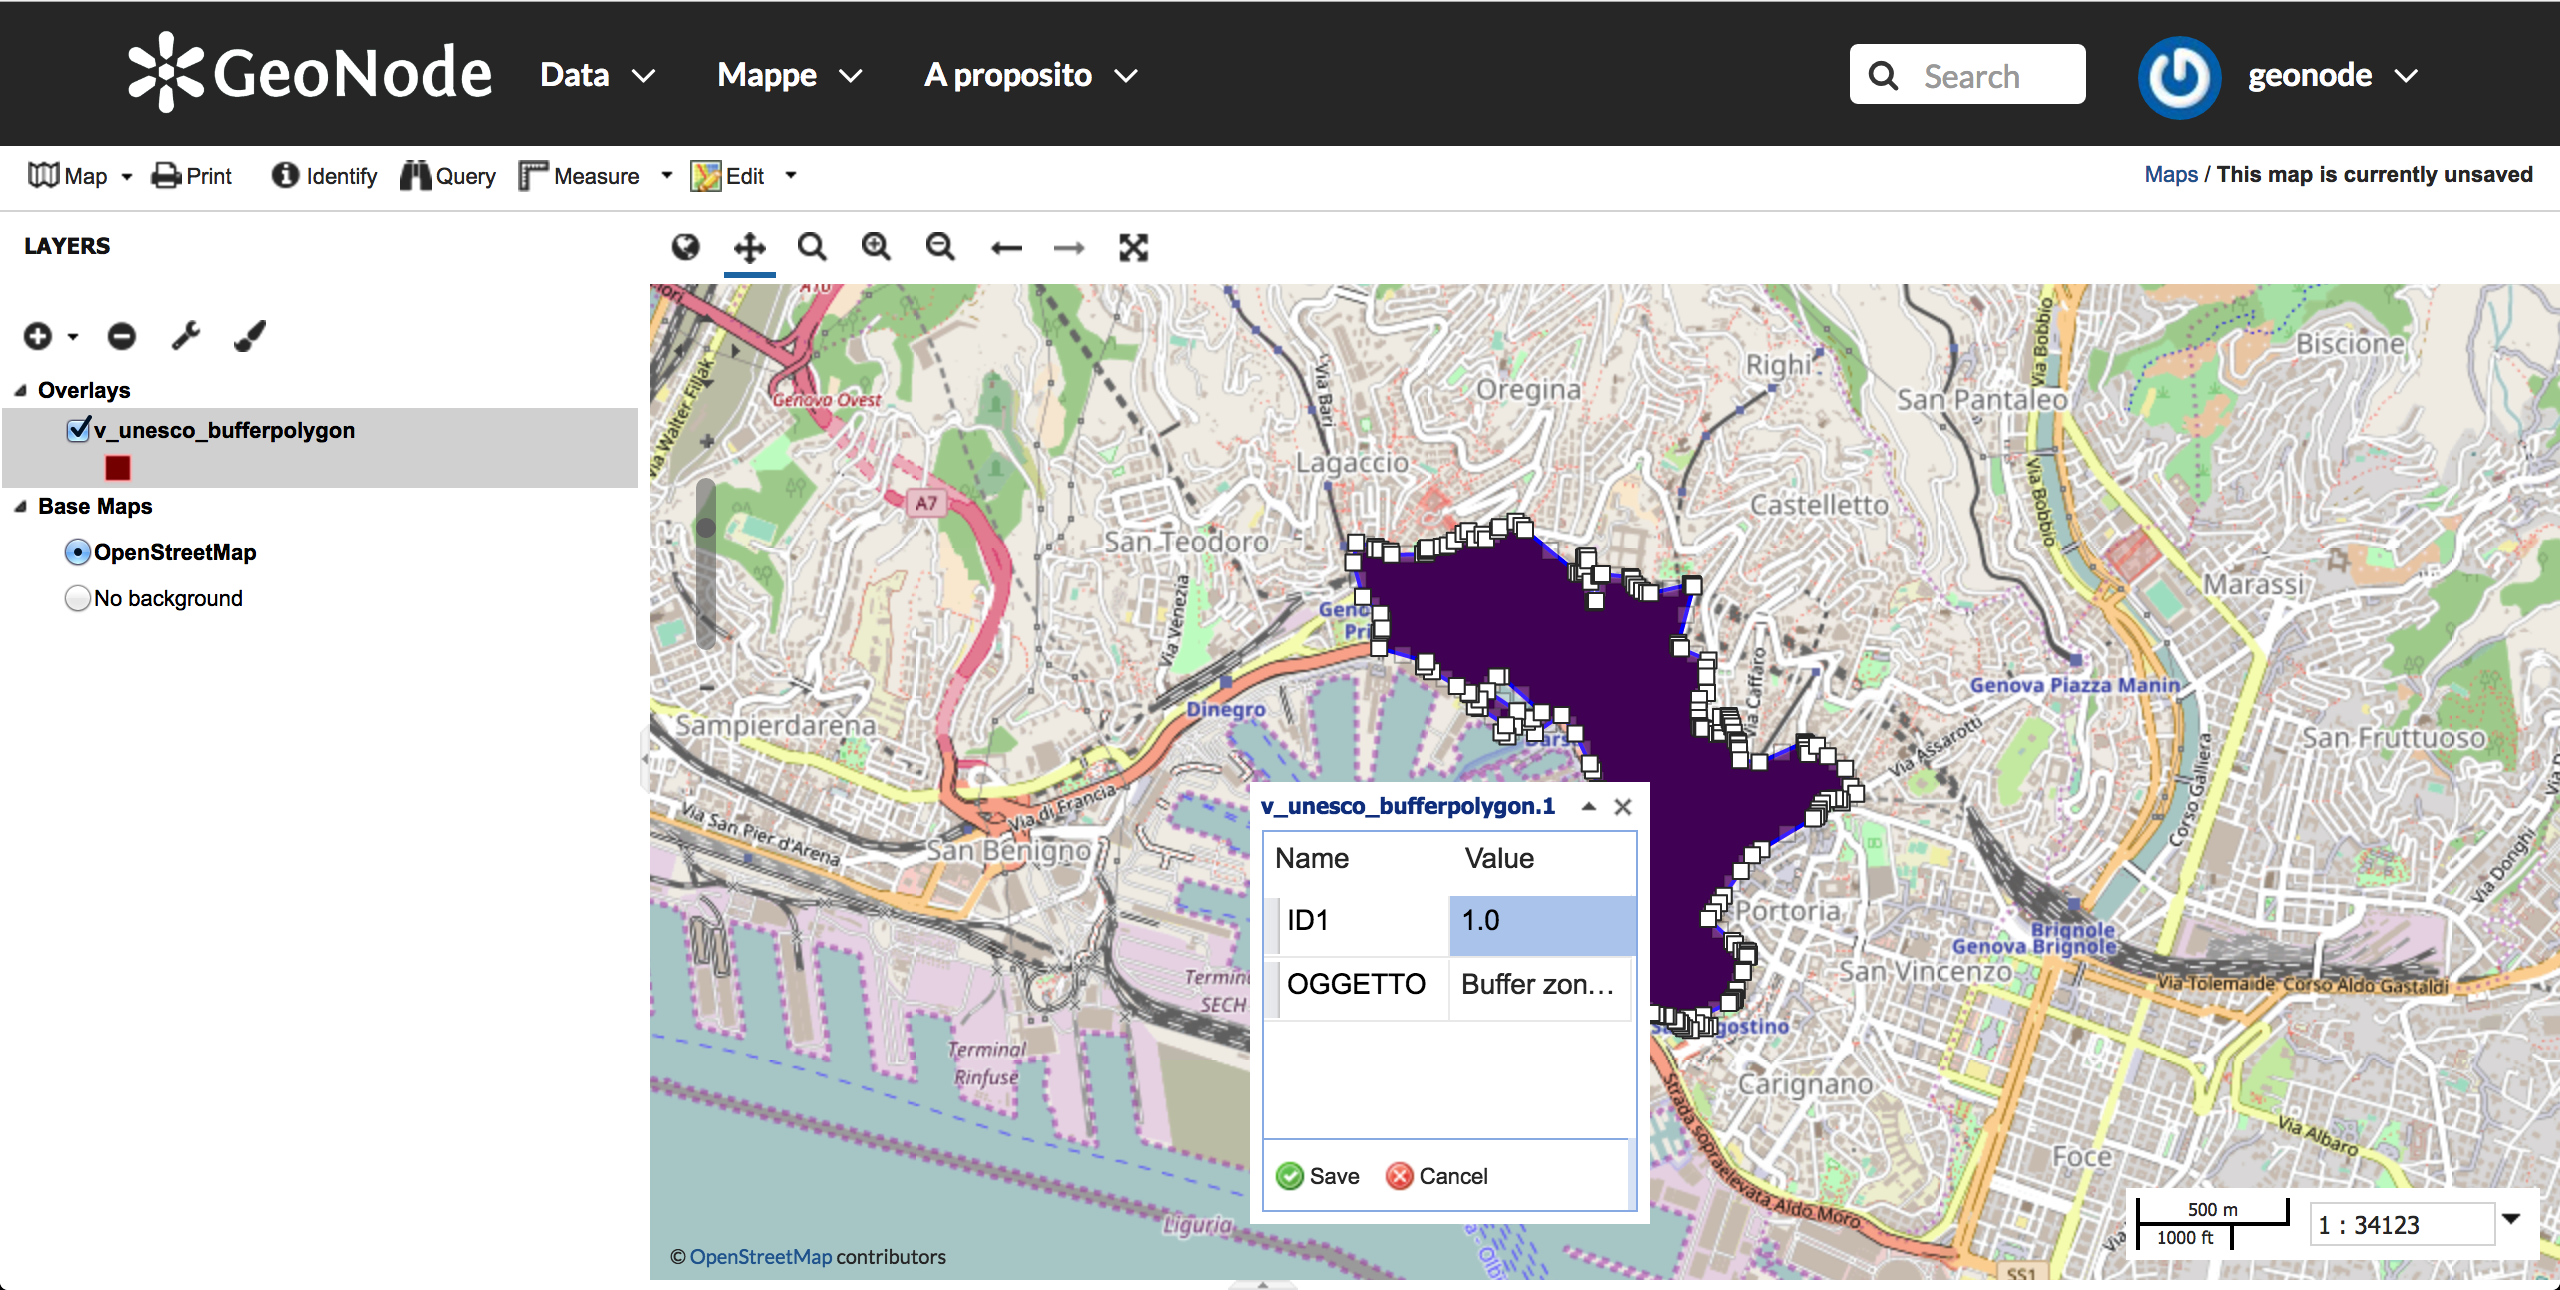 GeoNode Data Mappe A proposito Search geonode
Map Print Identify Query Measure Edit Maps / This map is currently unsaved
LAYERS
Overlays
v_unesco_bufferpolygon
Base Maps
OpenStreetMap
No background
A10
Genova Ovest
Via Walter Fillak
Via Bari
Oregina
Righi
Via Bobbio
Biscione
San Pantaleo
Lagaccio
A7
Castelletto
Via Bobbio
San Teodoro
Marassi
Via Venezia
Via Caffaro
Genova Piazza Manin
Dinegro
Sampierdarena
Via Assarotti
San Fruttuoso
Corso Galliera
Via di Francia
Via San Pier d'Arena
San Benigno
Via Donghi
v_unesco_bufferpolygon.1
Name Value
ID1 1.0
OGGETTO Buffer zon...
Save Cancel
Portoria
Brignole
Genova Brignole
San Vincenzo
Via Tolemaide Corso Aldo Gastaldi
SECH
Terminal
Rinfuse
Carignano
Strada sopraelevata Aldo Moro
Via Albaro
Foce
Liguria
SS1
500 m
1000 ft
1 : 34123
© OpenStreetMap contributors